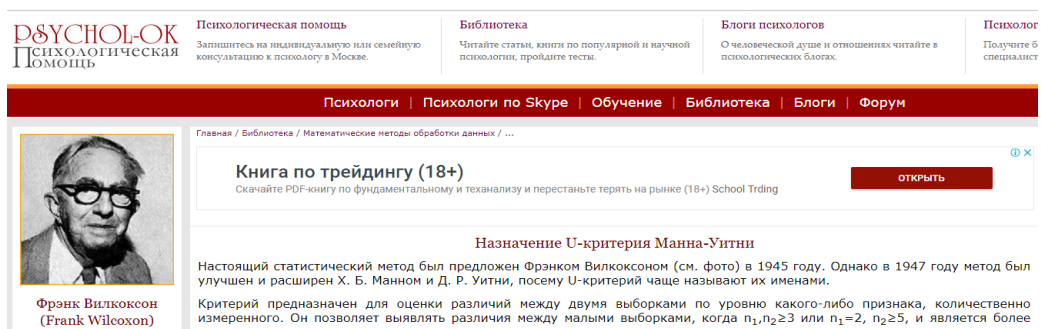 PSYCHOL-OK
Психологическая
Помощь
Психологическая помощь
Запишитесь на индивидуальную или семейную
консультацию к психологу в Москве.
Библиотека
Читайте статьи, книги по популярной и научной
психологии, пройдите тесты.
Блоги психологов
О человеческой душе и отношениях читайте в
психологических блогах.
Психолог
Получите б
специалист
Психологи | Психологи по Skype | Обучение | Библиотека | Блоги | Форум
Главная / Библиотека / Математические методы обработки данных / ...
Книга по трейдингу (18+)
Скачайте PDF-книгу по фундаментальному и теханализу и перестаньте терять на рынке (18+) School Trding
ОТКРЫТЬ
Фрэнк Вилкоксон
(Frank Wilcoxon)
Назначение U-критерия Манна-Уитни
Настоящий статистический метод был предложен Фрэнком Вилкоксоном (см. фото) в 1945 году. Однако в 1947 году метод был
улучшен и расширен Х. Б. Манном и Д. Р. Уитни, посему U-критерий чаще называют их именами.
Критерий предназначен для оценки различий между двумя выборками по уровню какого-либо признака, количественно
измеренного. Он позволяет выявлять различия между малыми выборками, когда n₁,n₂≥3 или n₁=2, n₂≥5, и является более